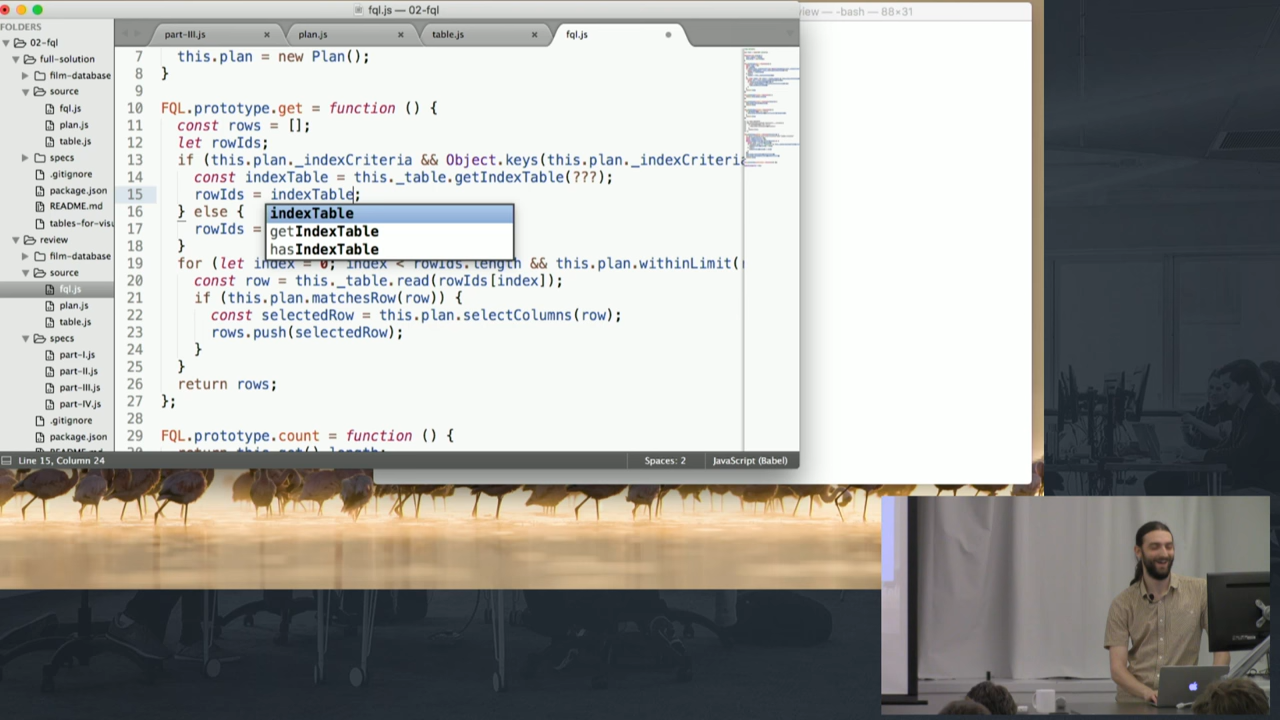 fql.js — 02-fql
view — -bash — 88×31
FOLDERS
02-fql
full-solution
film-database
source
fql.js
plan.js
table.js
specs
.gitignore
package.json
README.md
tables-for-visu
review
film-database
source
fql.js
plan.js
table.js
specs
part-I.js
part-II.js
part-III.js
part-IV.js
.gitignore
package.json
part-III.js ×
plan.js ×
table.js ×
fql.js
7 this.plan = new Plan();
8 }
9
10 FQL.prototype.get = function () {
11 const rows = [];
12 let rowIds;
13 if (this.plan._indexCriteria && Object.keys(this.plan._indexCriteria
14 const indexTable = this._table.getIndexTable(???);
15 rowIds = indexTable;
16 } else {
17 rowIds =
18 }
19 for (let index = 0; index < rowIds.length && this.plan.withinLimit(r
20 const row = this._table.read(rowIds[index]);
21 if (this.plan.matchesRow(row)) {
22 const selectedRow = this.plan.selectColumns(row);
23 rows.push(selectedRow);
24 }
25 }
26 return rows;
27 };
28
29 FQL.prototype.count = function () {
indexTable
getIndexTable
hasIndexTable
Line 15, Column 24
Spaces: 2
JavaScript (Babel)